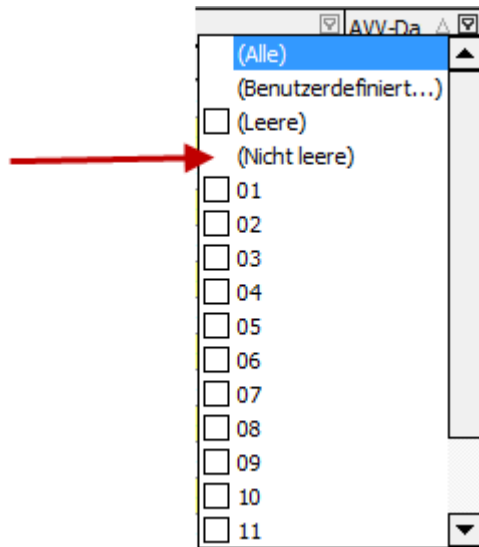 AVV-Da
(Alle)
(Benutzerdefiniert...)
(Leere)
(Nicht leere)
01
02
03
04
05
06
07
08
09
10
11